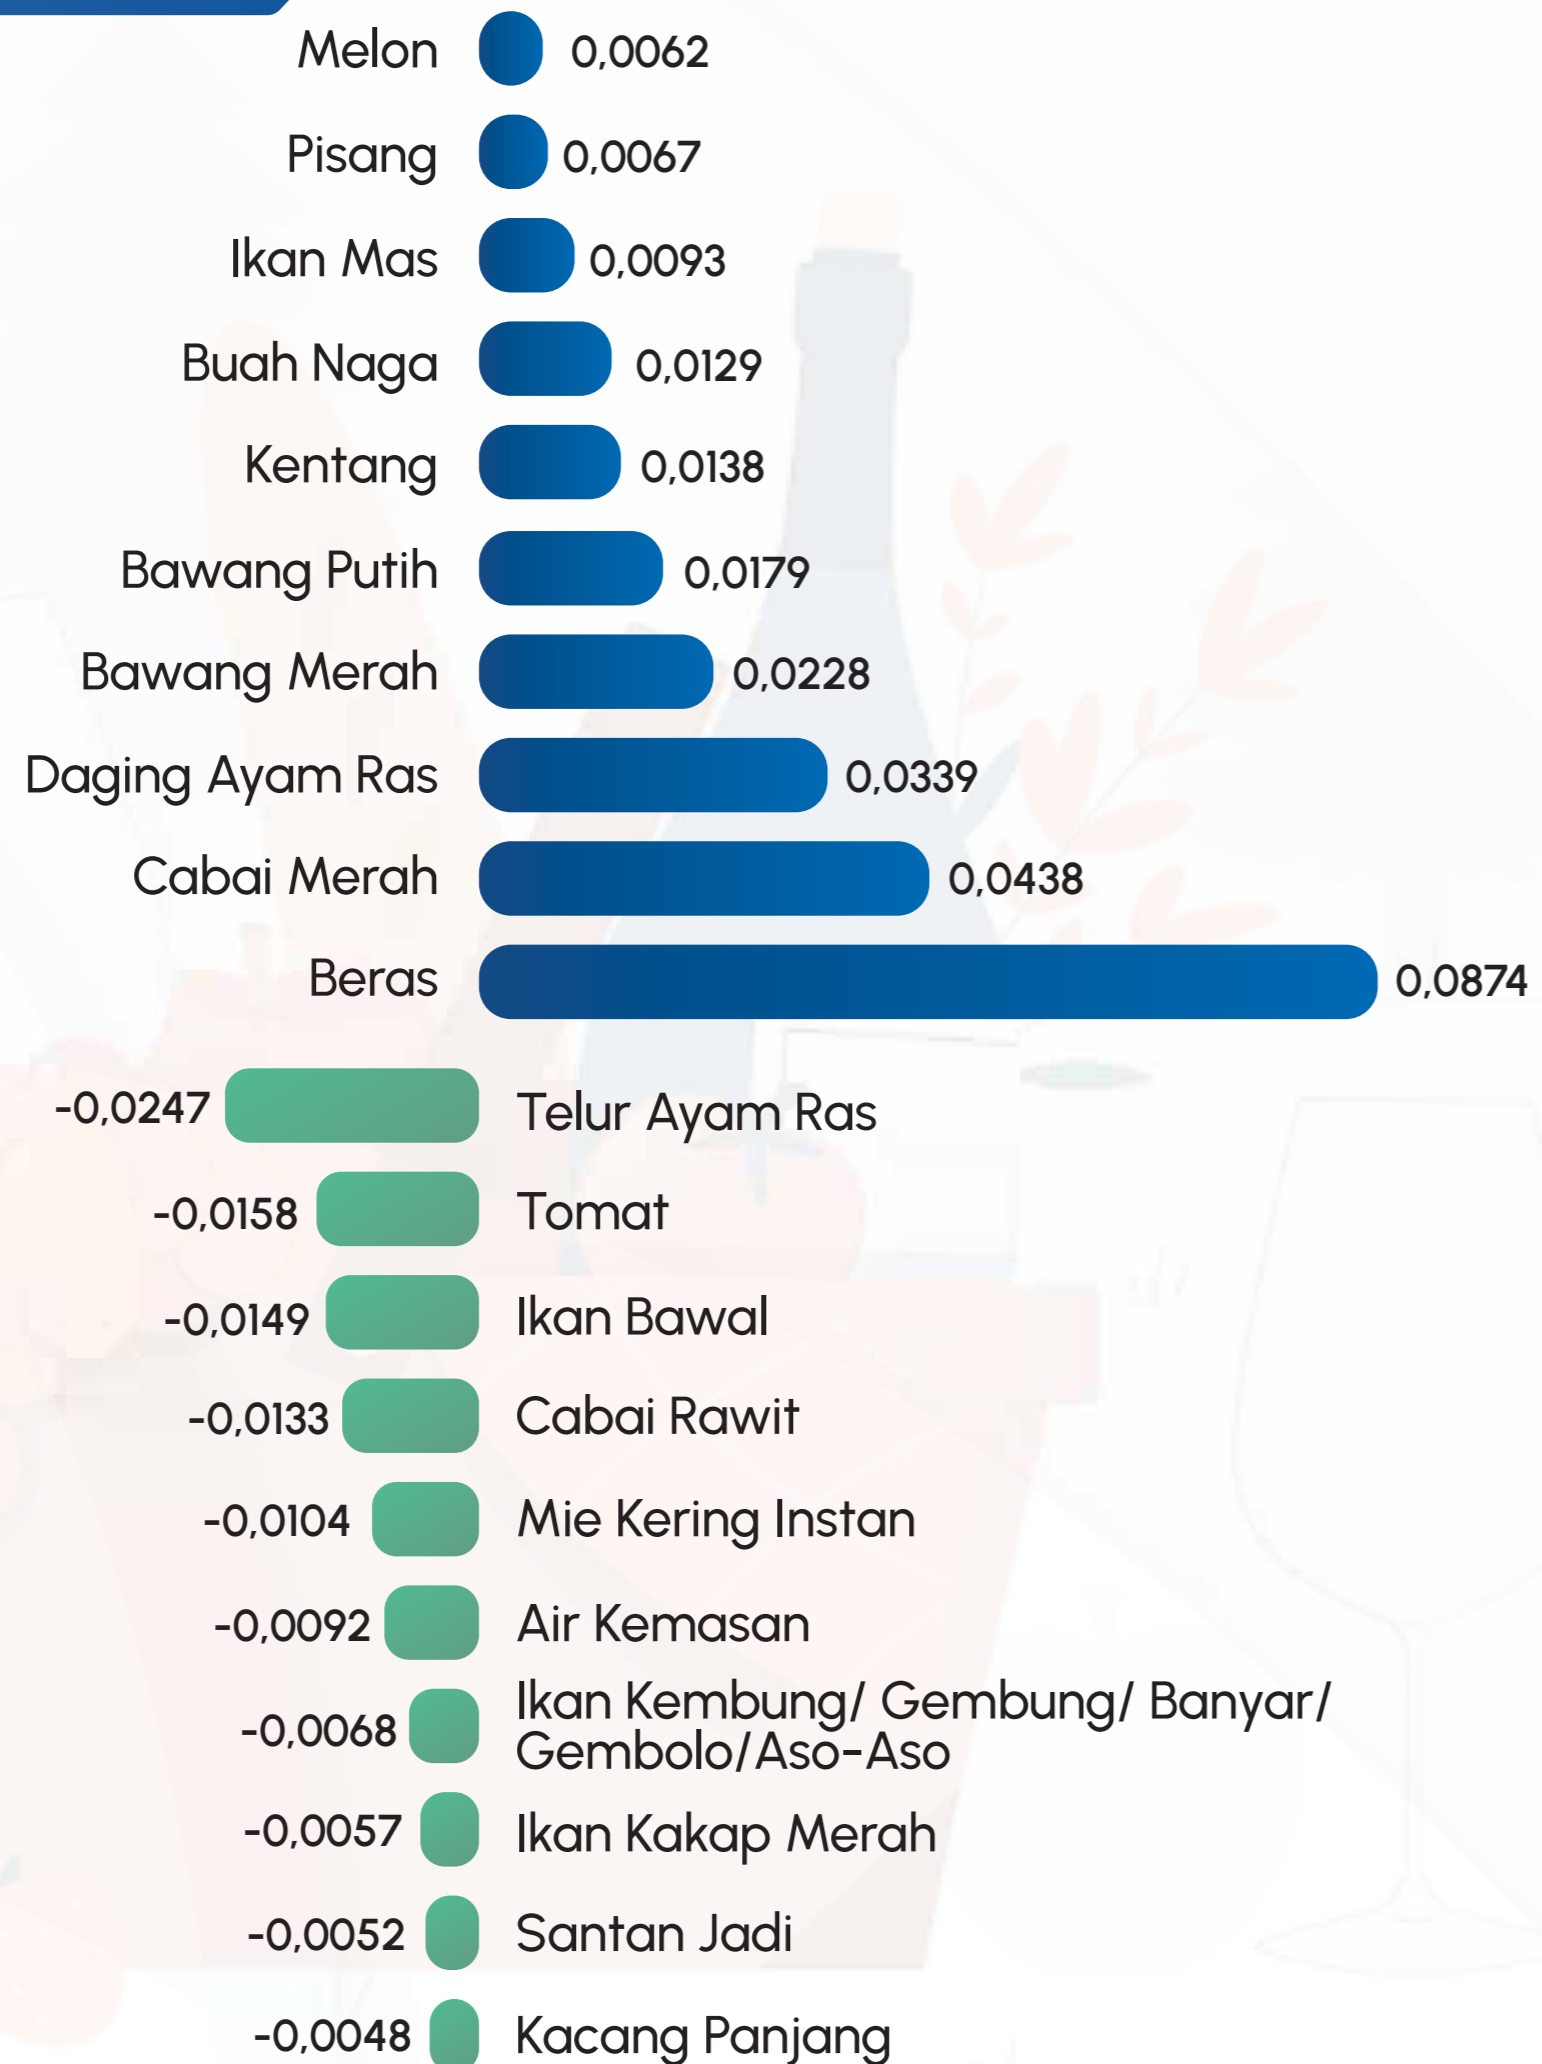 Melon 0,0062
Pisang 0,0067
Ikan Mas 0,0093
Buah Naga 0,0129
Kentang 0,0138
Bawang Putih 0,0179
Bawang Merah 0,0228
Daging Ayam Ras 0,0339
Cabai Merah 0,0438
Beras 0,0874
-0,0247 Telur Ayam Ras
-0,0158 Tomat
-0,0149 Ikan Bawal
-0,0133 Cabai Rawit
-0,0104 Mie Kering Instan
-0,0092 Air Kemasan
-0,0068 Ikan Kembung/ Gembung/ Banyar/
Gembolo/Aso-Aso
-0,0057 Ikan Kakap Merah
-0,0052 Santan Jadi
-0,0048 Kacang Panjang